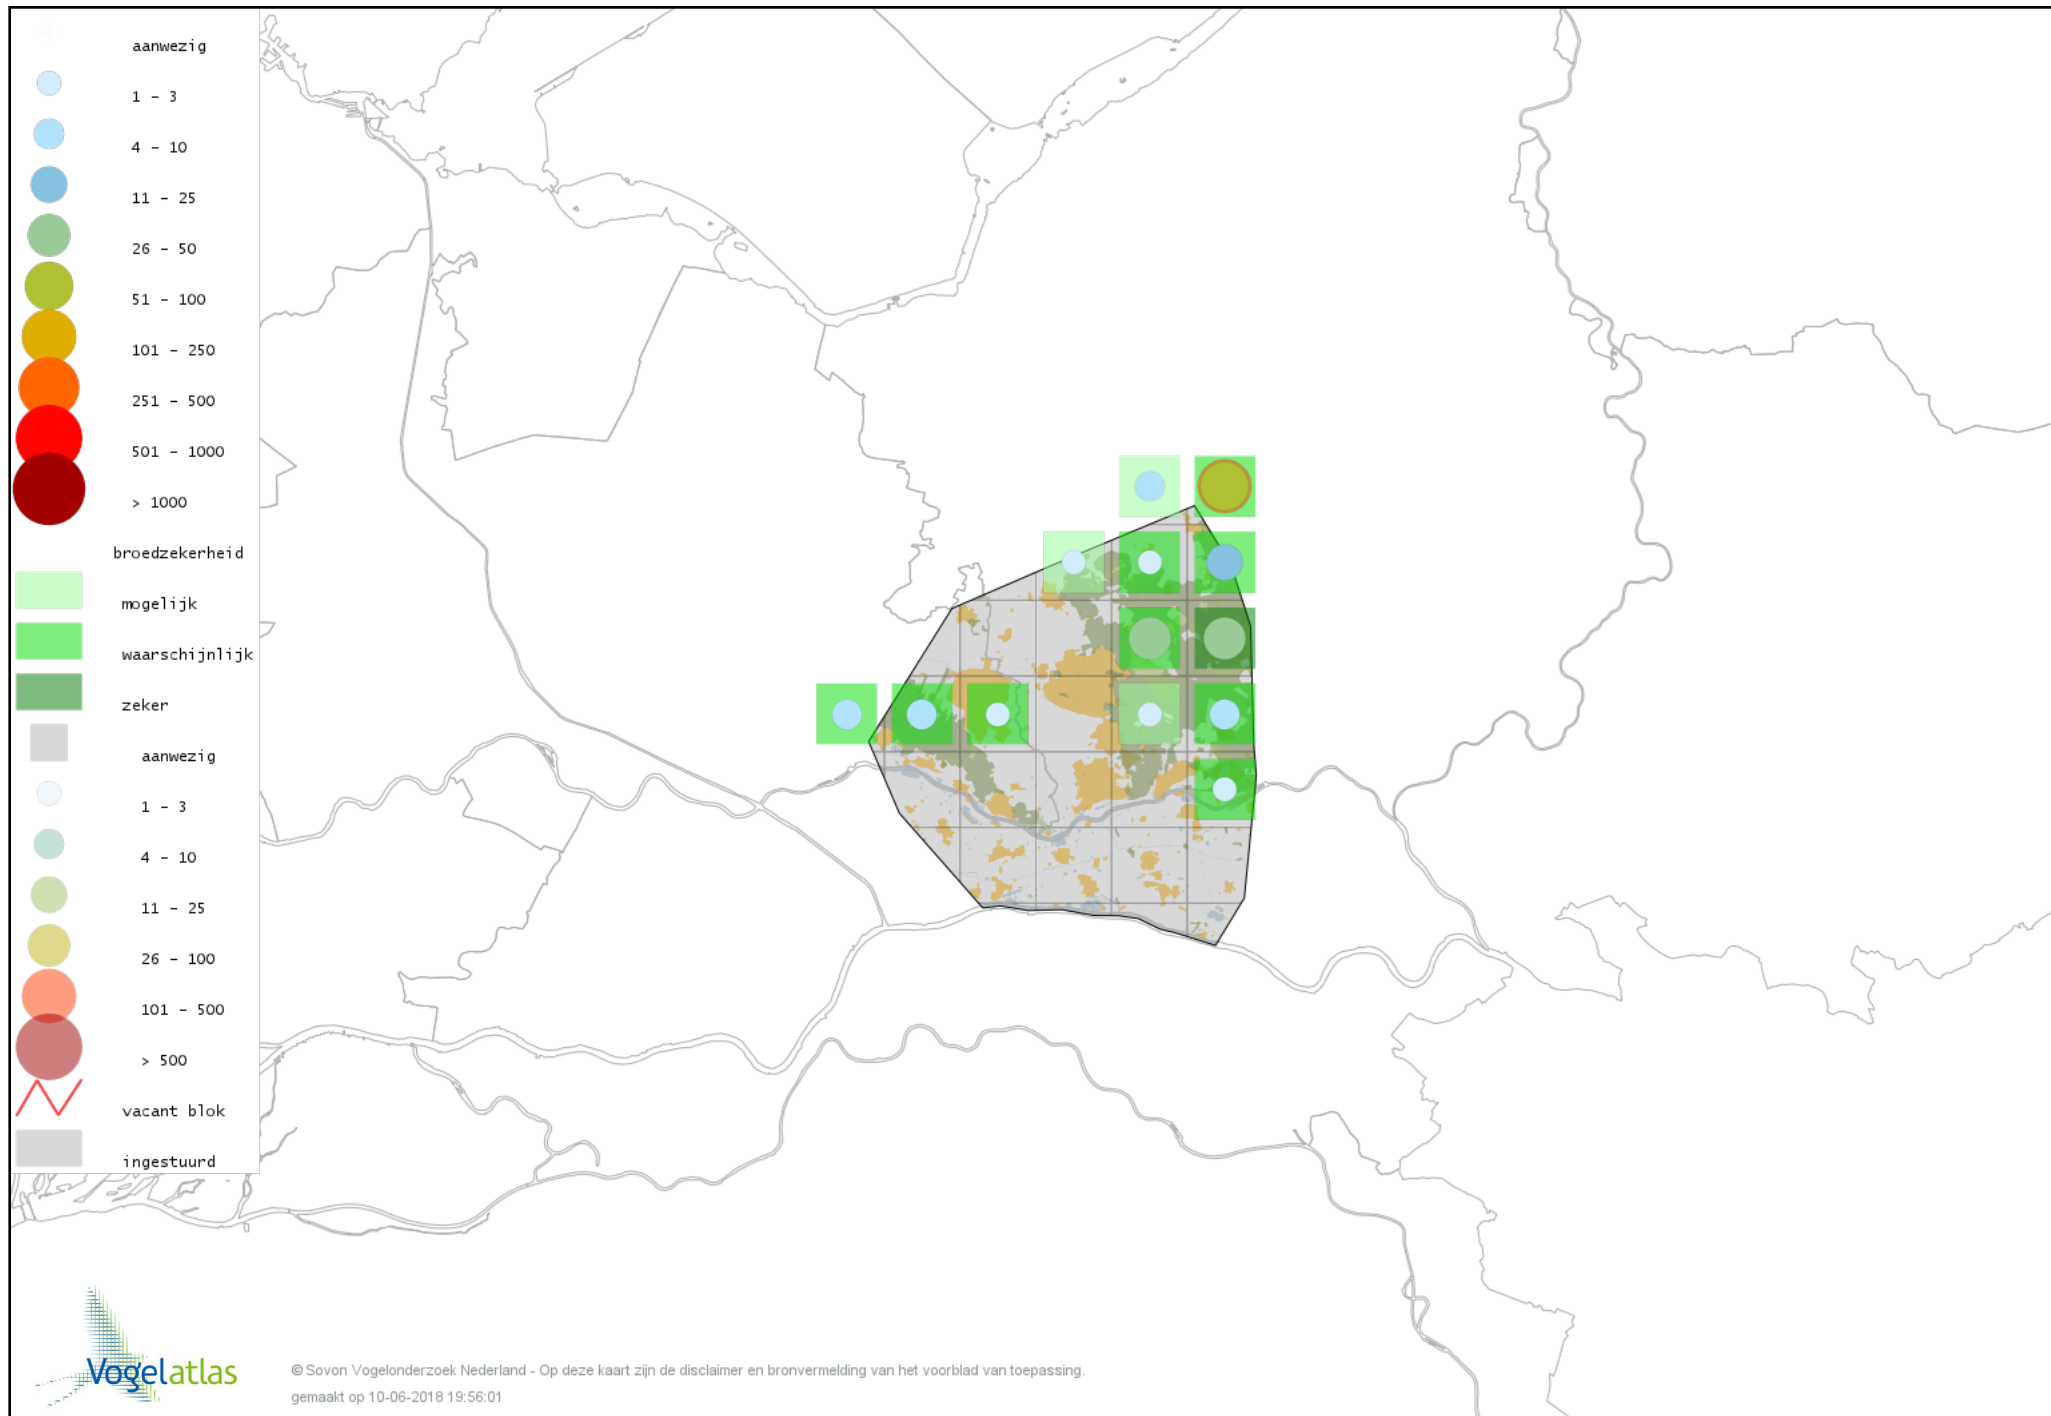 aanwezig
1 - 3
4 - 10
11 - 25
26 - 50
51 - 100
101 - 250
251 - 500
501 - 1000
> 1000
broedzekerheid
mogelijk
waarschijnlijk
zeker
aanwezig
1 - 3
4 - 10
11 - 25
26 - 100
101 - 500
> 500
vacant blok
ingestuurd
Vogelatlas
© Sovon Vogelonderzoek Nederland - Op deze kaart zijn de disclaimer en bronvermelding van het voorblad van toepassing.
gemaakt op 10-06-2018 19:56:01